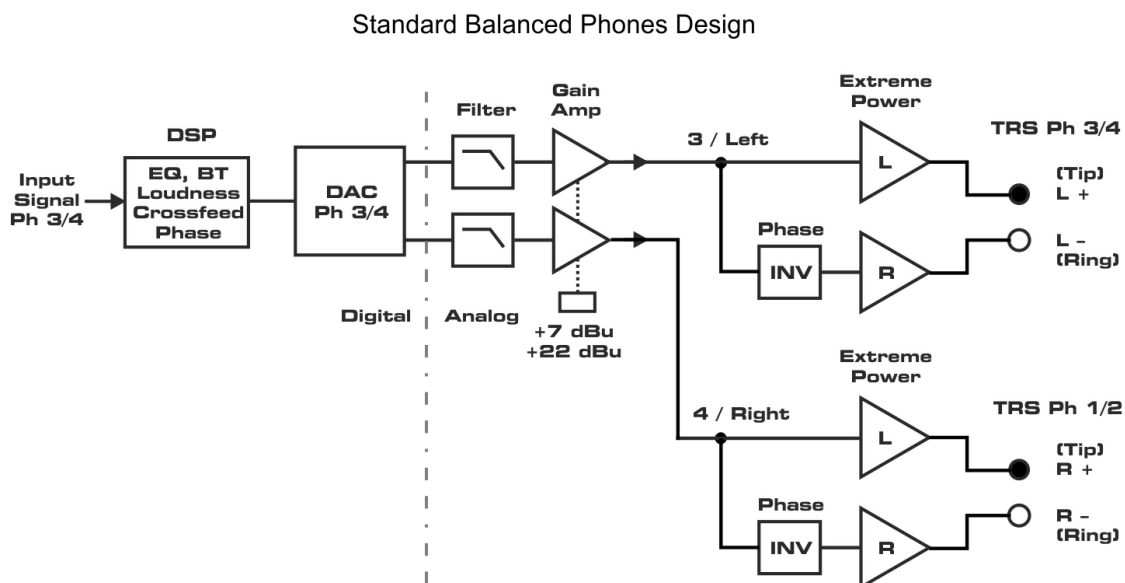 Standard Balanced Phones Design
Extreme
Power
Gain
Amp
Filter
DSP
TRS Ph 3/4
3 / Left
Input
Signal
Ph 3/4
EQ, BT
Loudness
Crossfeed
Phase
DAC
Ph 3/4
L
(Tip)
L +
Phase
INV
R
L -
(Ring)
Digital
Analog
+7 dBu
+22 dBu
Extreme
Power
4 / Right
TRS Ph 1/2
L
(Tip)
R +
Phase
INV
R
R -
(Ring)